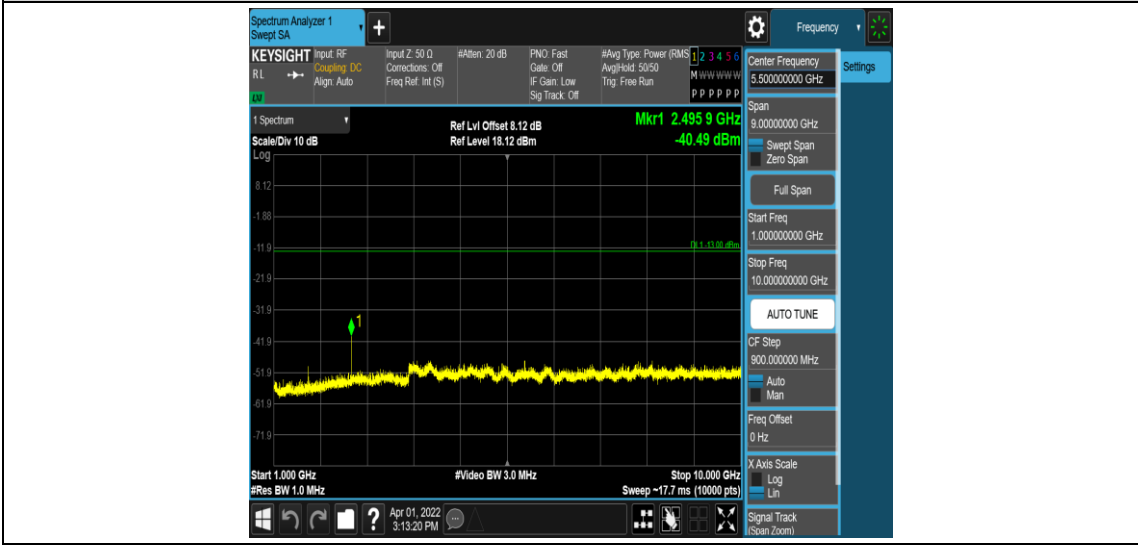 Spectrum Analyzer 1
Swept SA
+
Frequency
KEYSIGHT
RL
LXI
Input: RF
Coupling: DC
Align: Auto
Input Z: 50 Ω
Corrections: Off
Freq Ref: Int (S)
#Atten: 20 dB
PNO: Fast
Gate: Off
IF Gain: Low
Sig Track: Off
#Avg Type: Power (RMS
Avg|Hold: 50/50
Trig: Free Run
1 2 3 4 5 6
M W W W W W
P P P P P P
1 Spectrum
Scale/Div 10 dB
Log
Ref Lvl Offset 8.12 dB
Ref Level 18.12 dBm
Mkr1 2.495 9 GHz
-40.49 dBm
8.12
-1.88
-11.9
DL1 -13.00 dBm
-21.9
-31.9
1
-41.9
-51.9
-61.9
-71.9
Start 1.000 GHz
#Res BW 1.0 MHz
#Video BW 3.0 MHz
Stop 10.000 GHz
Sweep ~17.7 ms (10000 pts)
?
Apr 01, 2022
3:13:20 PM
Center Frequency
5.500000000 GHz
Settings
Span
9.00000000 GHz
Swept Span
Zero Span
Full Span
Start Freq
1.000000000 GHz
Stop Freq
10.000000000 GHz
AUTO TUNE
CF Step
900.000000 MHz
Auto
Man
Freq Offset
0 Hz
X Axis Scale
Log
Lin
Signal Track
(Span Zoom)